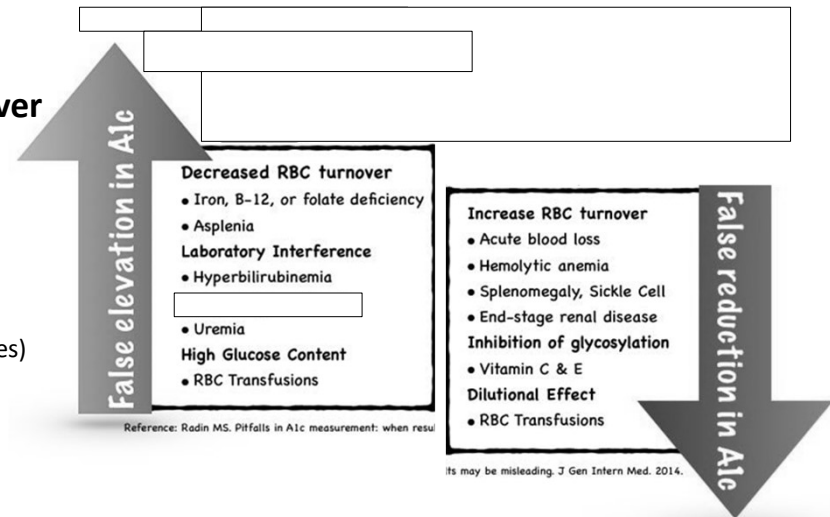 ver
es)
False elevation in A1c
Decreased RBC turnover
• Iron, B-12, or folate deficiency
• Asplenia
Laboratory Interference
• Hyperbilirubinemia
• Uremia
High Glucose Content
• RBC Transfusions
Reference: Radin MS. Pitfalls in A1c measurement: when resul
Increase RBC turnover
• Acute blood loss
• Hemolytic anemia
• Splenomegaly, Sickle Cell
• End-stage renal disease
Inhibition of glycosylation
• Vitamin C & E
Dilutional Effect
• RBC Transfusions
lts may be misleading. J Gen Intern Med. 2014.
False reduction in A1c